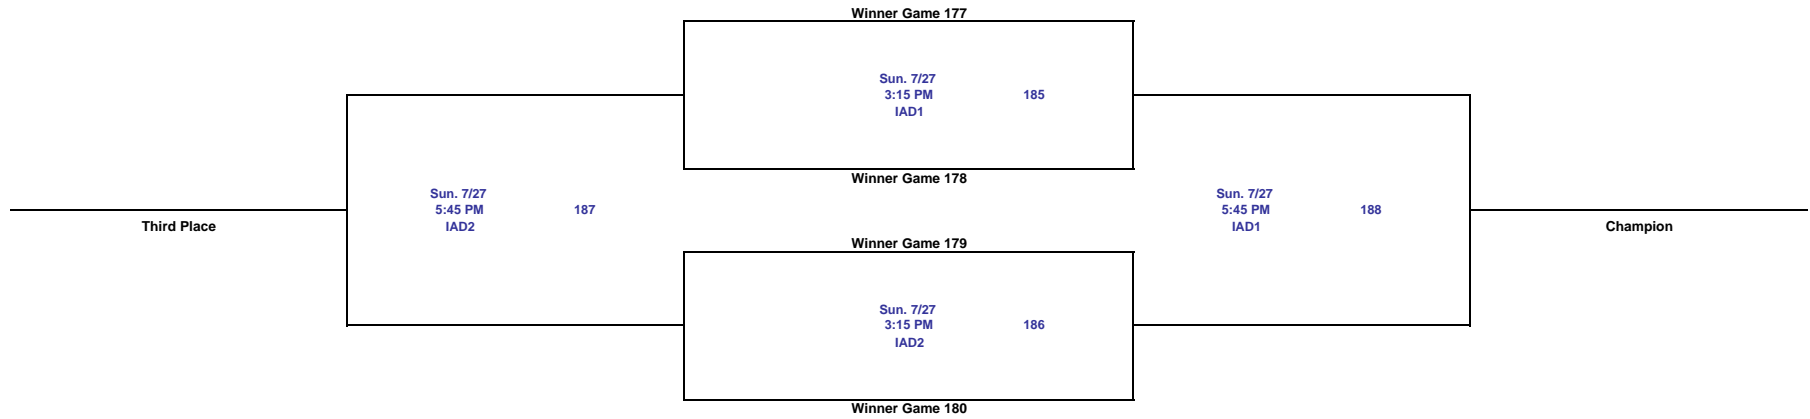 Winner Game 177
Sun. 7/27
3:15 PM 185
IAD1
Winner Game 178
Sun. 7/27
5:45 PM 187
IAD2
Third Place
Sun. 7/27
5:45 PM 188
IAD1
Champion
Winner Game 179
Sun. 7/27
3:15 PM 186
IAD2
Winner Game 180